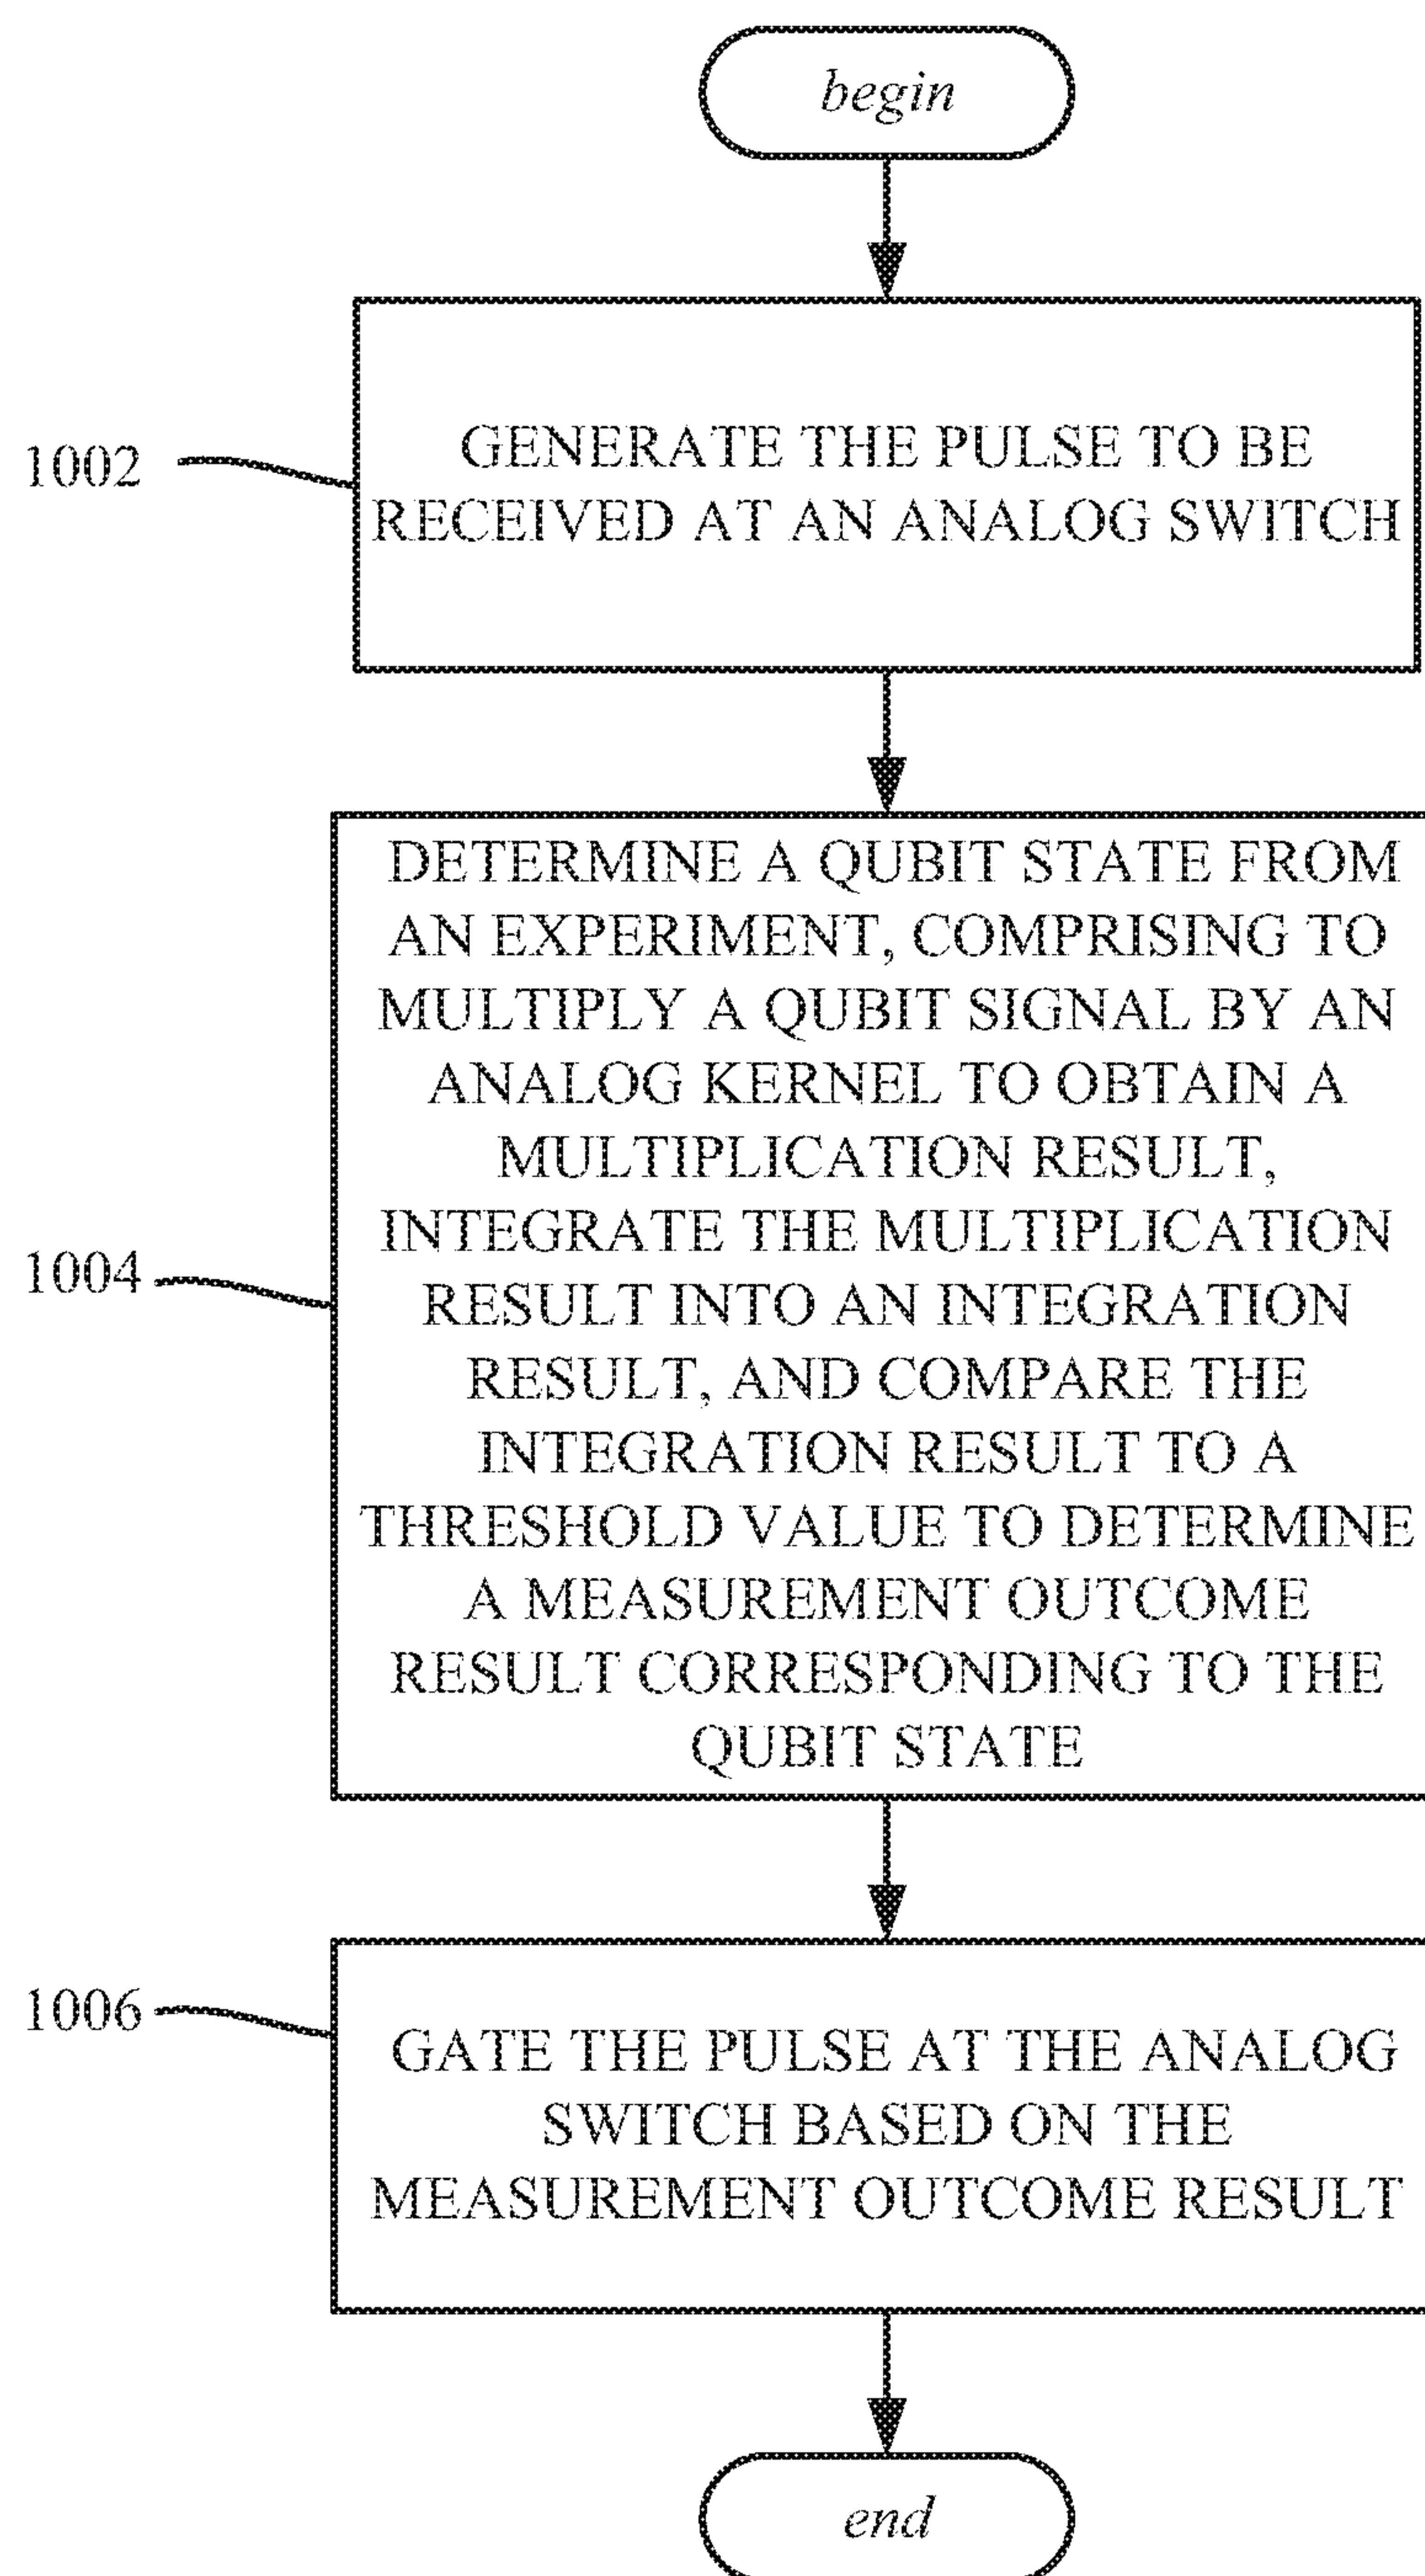 begin
1002
GENERATE THE PULSE TO BE
RECEIVED AT AN ANALOG SWITCH
DETERMINE A QUBIT STATE FROM
AN EXPERIMENT, COMPRISING TO
MULTIPLY A QUBIT SIGNAL BY AN
ANALOG KERNEL TO OBTAIN A
MULTIPLICATION RESULT,
INTEGRATE THE MULTIPLICATION
1004
RESULT INTO AN INTEGRATION
RESULT, AND COMPARE THE
INTEGRATION RESULT TO A
THRESHOLD VALUE TO DETERMINE
A MEASUREMENT OUTCOME
RESULT CORRESPONDING TO THE
QUBIT STATE
1006
GATE THE PULSE AT THE ANALOG
SWITCH BASED ON THE
MEASUREMENT OUTCOME RESULT
end